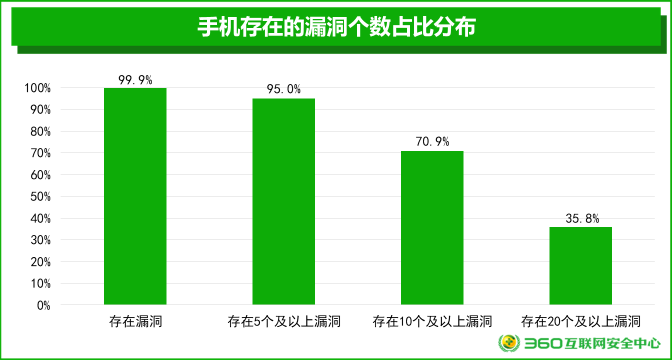 手机存在的漏洞个数占比分布
100%
90%
80%
70%
60%
50%
40%
30%
20%
10%
0%
99.9%
95.0%
70.9%
35.8%
存在漏洞
存在5个及以上漏洞
存在10个及以上漏洞
存在20个及以上漏洞
360互联网安全中心